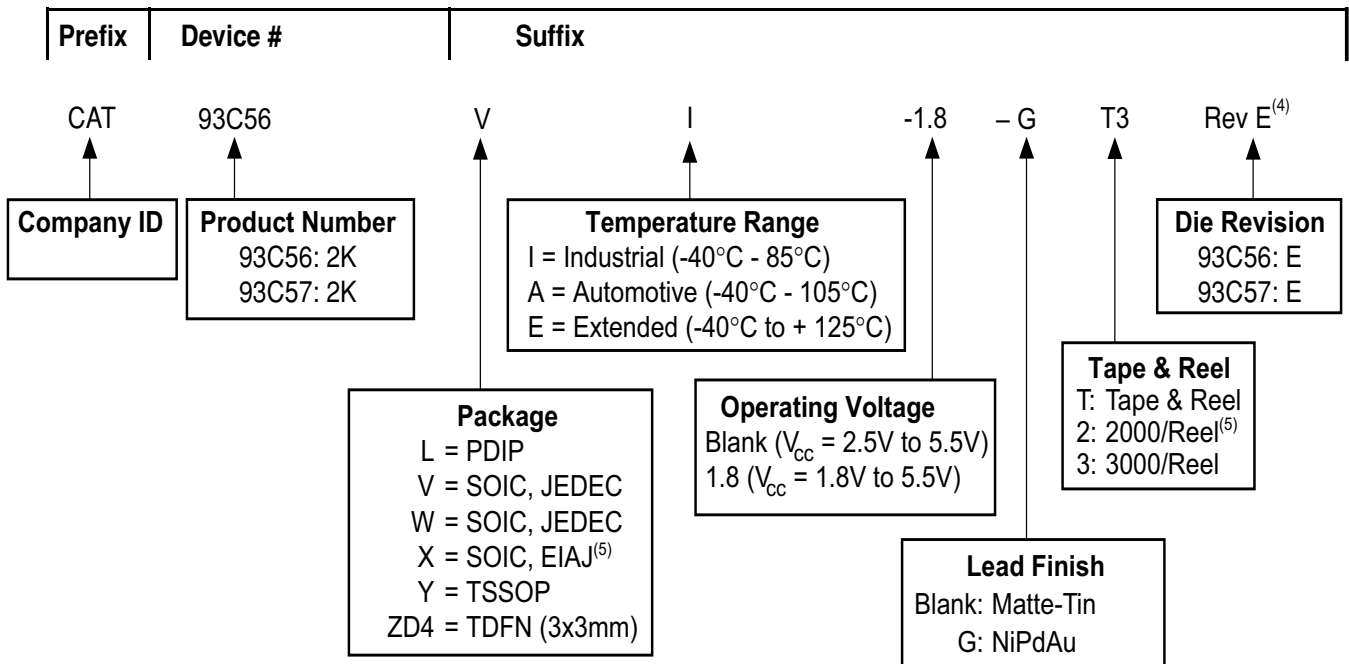 Prefix Device # Suffix
CAT 93C56 V I -1.8 – G T3 Rev E(4)
Company ID
Product Number
93C56: 2K
93C57: 2K
Temperature Range
I = Industrial (-40°C - 85°C)
A = Automotive (-40°C - 105°C)
E = Extended (-40°C to + 125°C)
Die Revision
93C56: E
93C57: E
Package
L = PDIP
V = SOIC, JEDEC
W = SOIC, JEDEC
X = SOIC, EIAJ(5)
Y = TSSOP
ZD4 = TDFN (3x3mm)
Operating Voltage
Blank (Vcc = 2.5V to 5.5V)
1.8 (Vcc = 1.8V to 5.5V)
Tape & Reel
T: Tape & Reel
2: 2000/Reel(5)
3: 3000/Reel
Lead Finish
Blank: Matte-Tin
G: NiPdAu